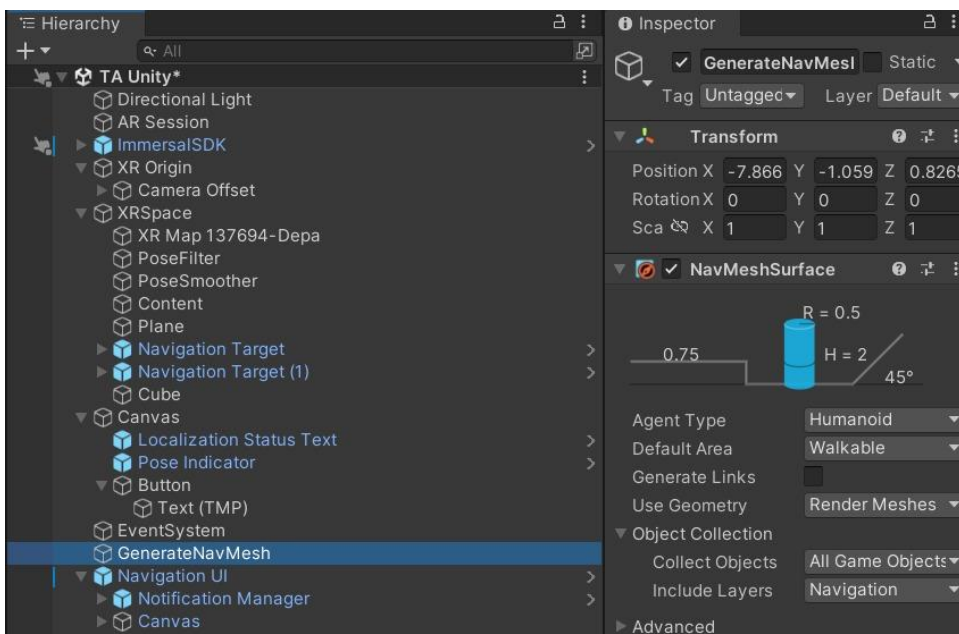 Hierarchy
All
TA Unity*
Directional Light
AR Session
ImmersalSDK
XR Origin
Camera Offset
XRSpace
XR Map 137694-Depa
PoseFilter
PoseSmoother
Content
Plane
Navigation Target
Navigation Target (1)
Cube
Canvas
Localization Status Text
Pose Indicator
Button
Text (TMP)
EventSystem
GenerateNavMesh
Navigation UI
Notification Manager
Canvas
Inspector
GenerateNavMesl Static
Tag Untagged Layer Default
Transform
Position X -7.866 Y -1.059 Z 0.8265
Rotation X 0 Y 0 Z 0
Sca X 1 Y 1 Z 1
NavMeshSurface
R = 0.5
0.75 H = 2
45°
Agent Type Humanoid
Default Area Walkable
Generate Links
Use Geometry Render Meshes
Object Collection
Collect Objects All Game Objects
Include Layers Navigation
Advanced